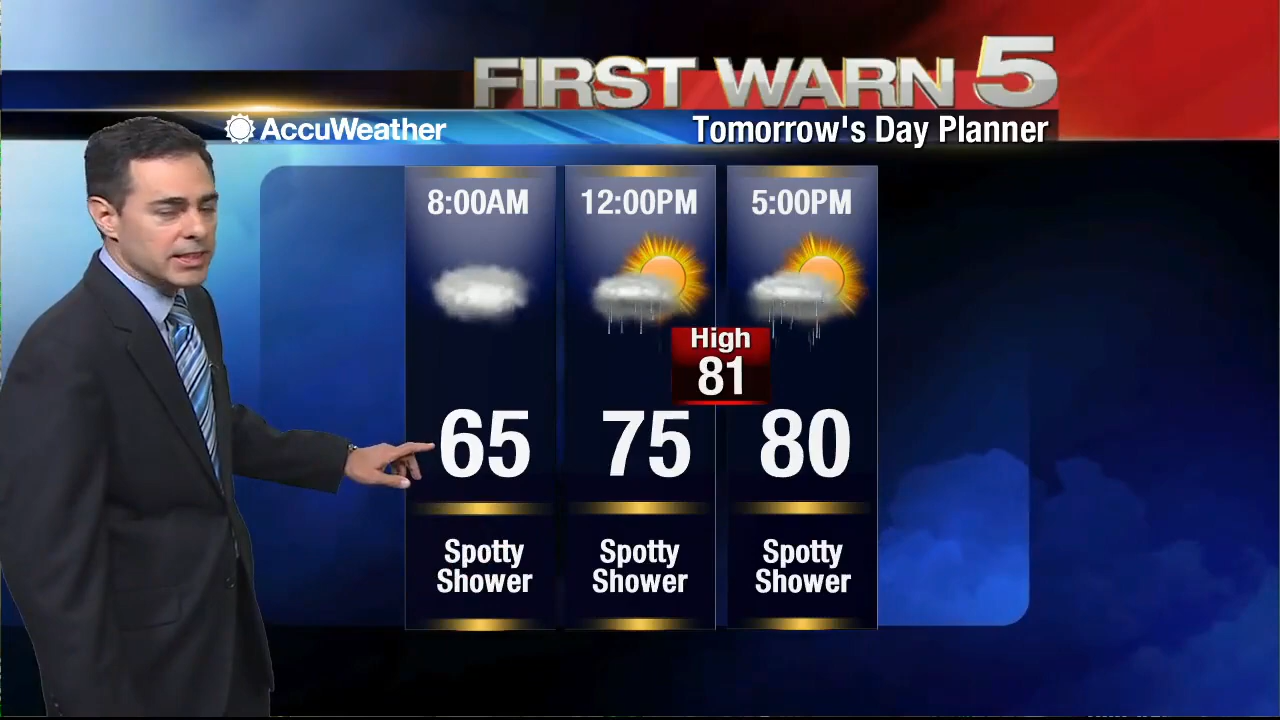 FIRST WARN 5
AccuWeather
Tomorrow's Day Planner
8:00AM
12:00PM
5:00PM
High
81
65
75
80
Spotty
Shower
Spotty
Shower
Spotty
Shower